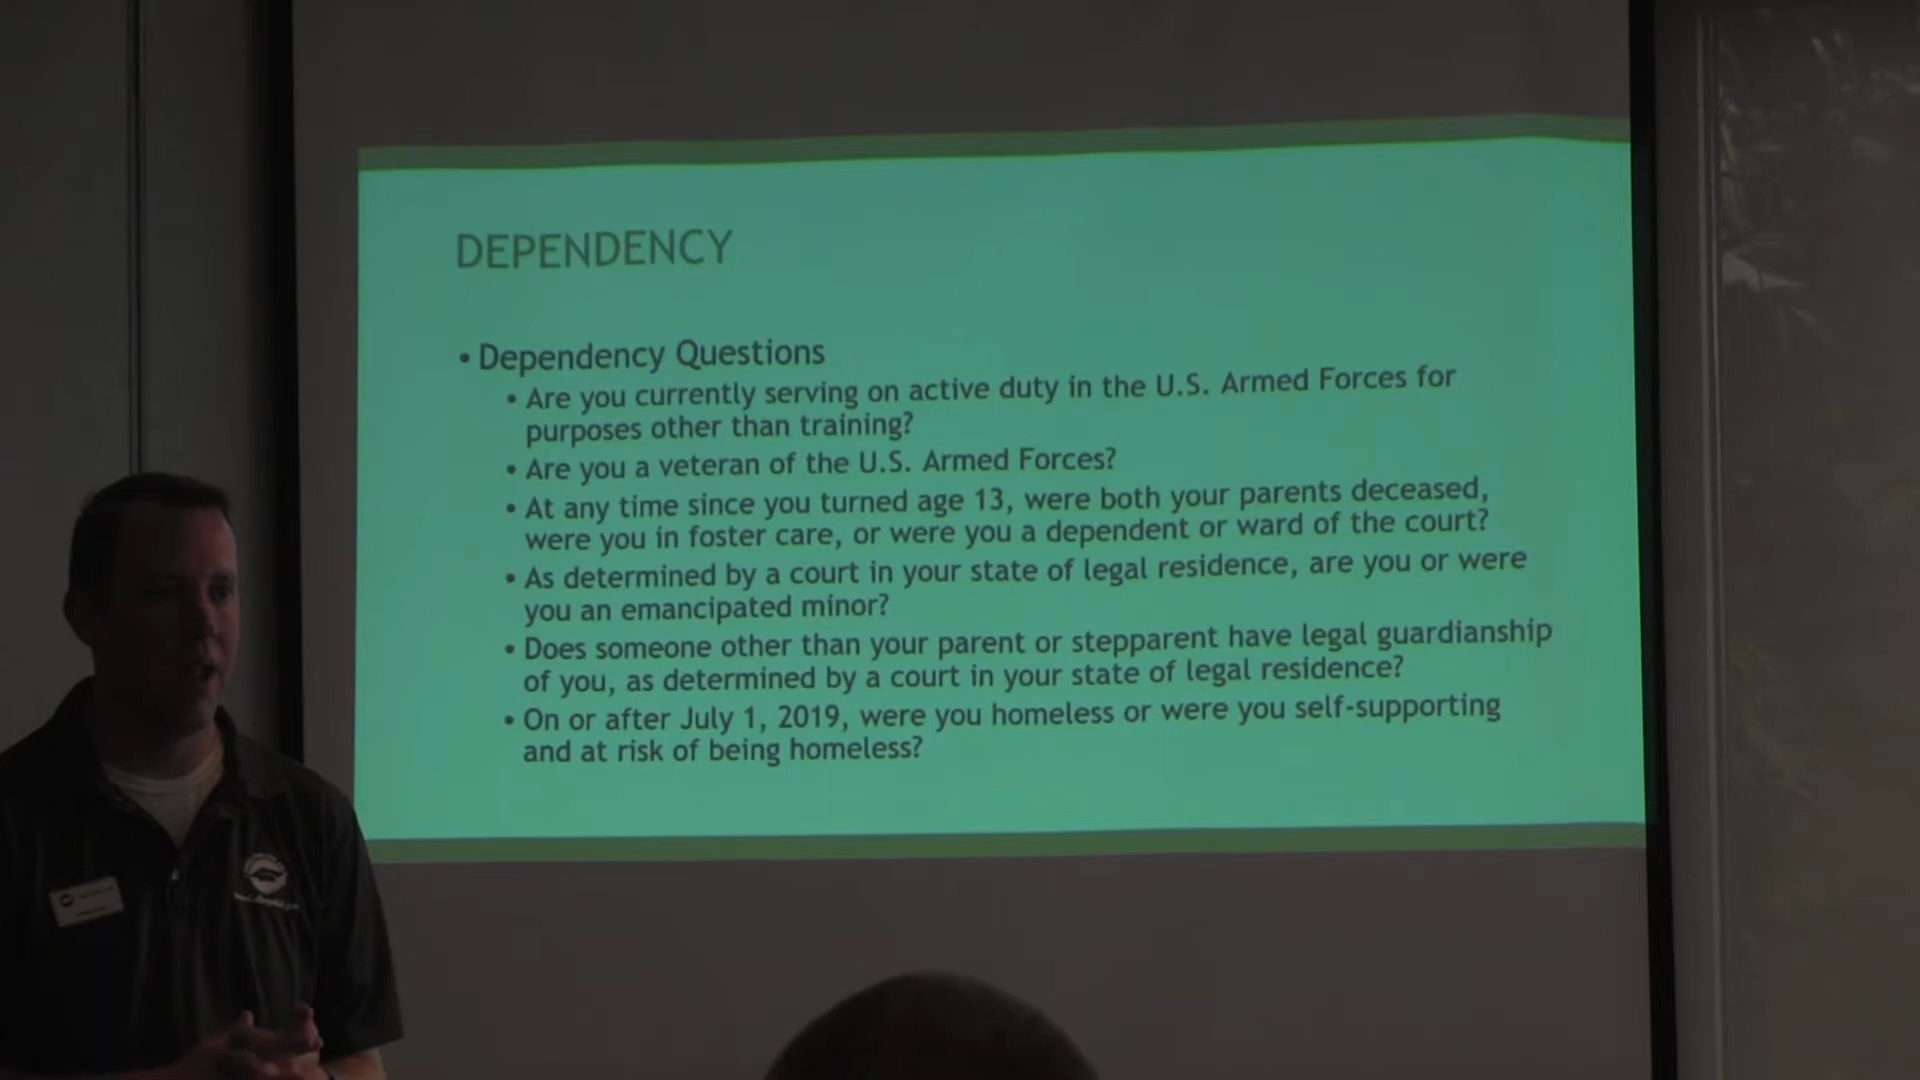 DEPENDENCY
• Dependency Questions
• Are you currently serving on active duty in the U.S. Armed Forces for
purposes other than training?
• Are you a veteran of the U.S. Armed Forces?
• At any time since you turned age 13, were both your parents deceased,
were you in foster care, or were you a dependent or ward of the court?
• As determined by a court in your state of legal residence, are you or were
you an emancipated minor?
• Does someone other than your parent or stepparent have legal guardianship
of you, as determined by a court in your state of legal residence?
• On or after July 1, 2019, were you homeless or were you self-supporting
and at risk of being homeless?